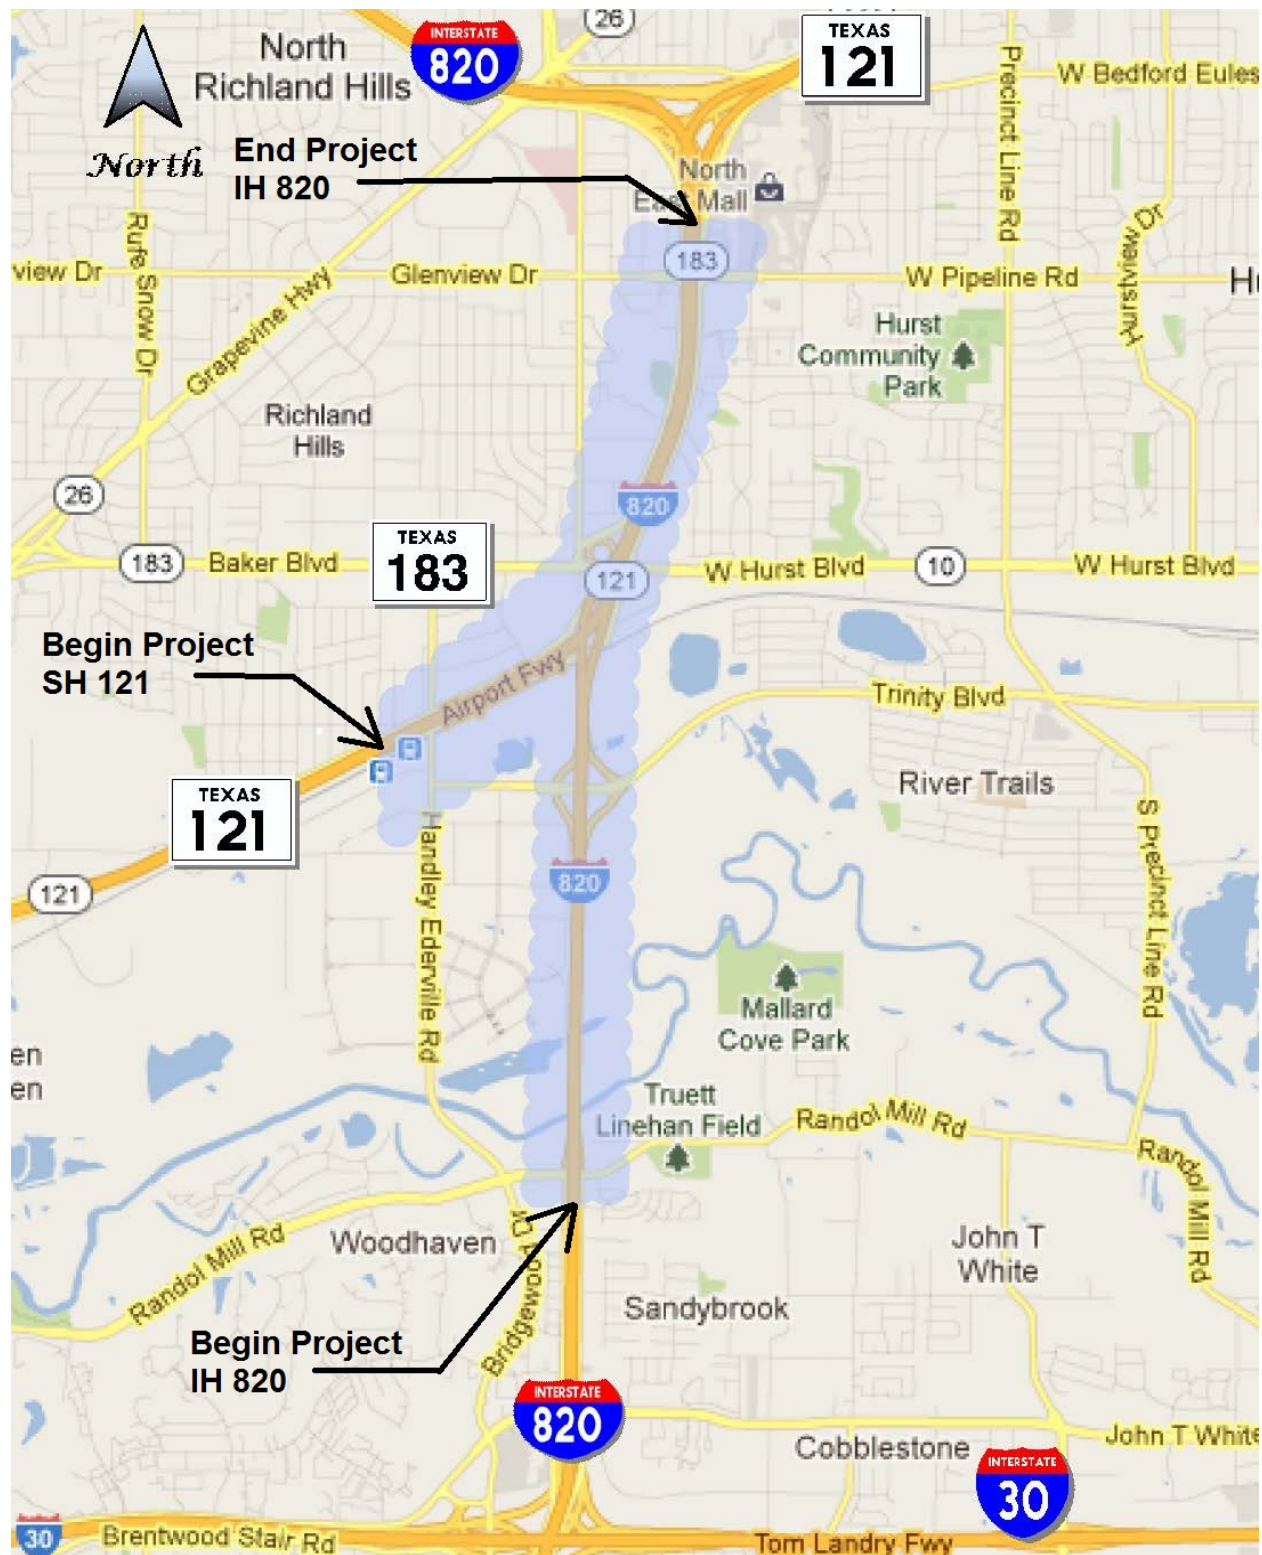 26
TEXAS
121
INTERSTATE
820
North
Richland Hills
W Bedford Eules
Precinct Line Rd
North
End Project
IH 820
North
East Mall
Rufe Snow Dr
Hurstview Dr
183
view Dr
Glenview Dr
W Pipeline Rd
Grapevine Hwy
Hurst
Community
Park
Richland
Hills
26
820
TEXAS
183
183
Baker Blvd
121
W Hurst Blvd
10
W Hurst Blvd
Begin Project
SH 121
Airport Fwy
Trinity Blvd
River Trails
TEXAS
121
S Precinct Line Rd
Handley Ederville Rd
121
820
Mallard
Cove Park
en
en
Truett
Linehan Field
Randol Mill Rd
Randol Mill Rd
Woodhaven
John T
White
Randol Mill Rd
Bridgewood Dr
Sandybrook
Begin Project
IH 820
INTERSTATE
820
Cobblestone
John T White
INTERSTATE
30
30
Brentwood Stair Rd
Tom Landry Fwy